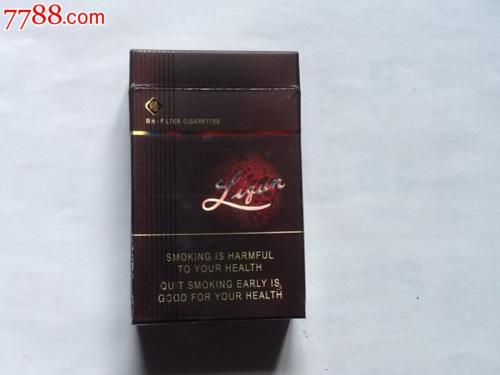 7788.com
FILTER CIGARETTES
Liqun
SMOKING IS HARMFUL
TO YOUR HEALTH
QUIT SMOKING EARLY IS
GOOD FOR YOUR HEALTH